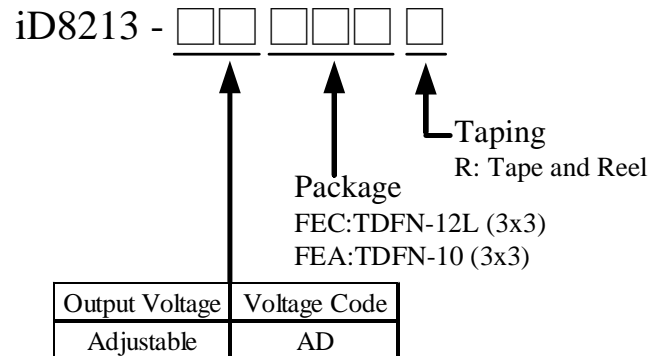 iD8213 - □□ □□□ □
Taping
R: Tape and Reel
Package
FEC:TDFN-12L (3x3)
FEA:TDFN-10 (3x3)
Output Voltage Voltage Code
Adjustable AD